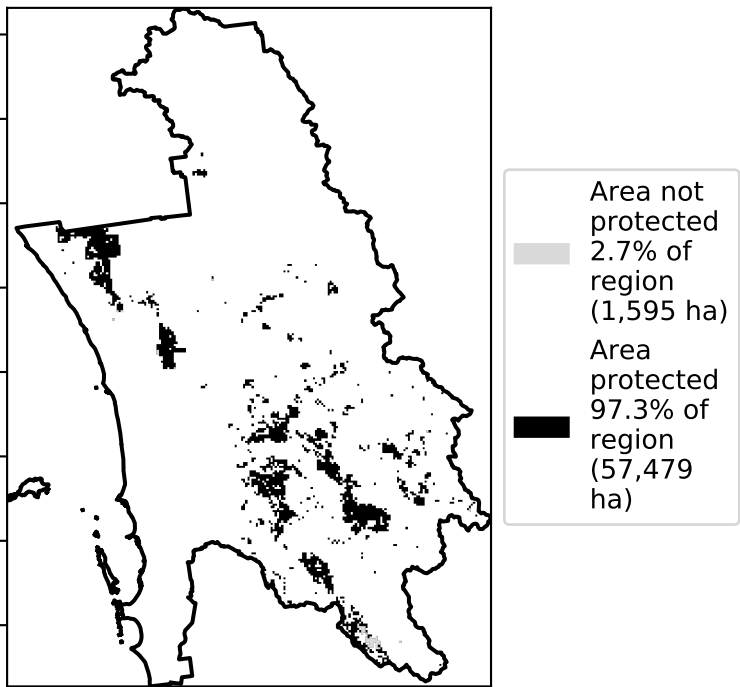 Area not
protected
2.7% of
region
(1,595 ha)
Area
protected
97.3% of
region
(57,479
ha)